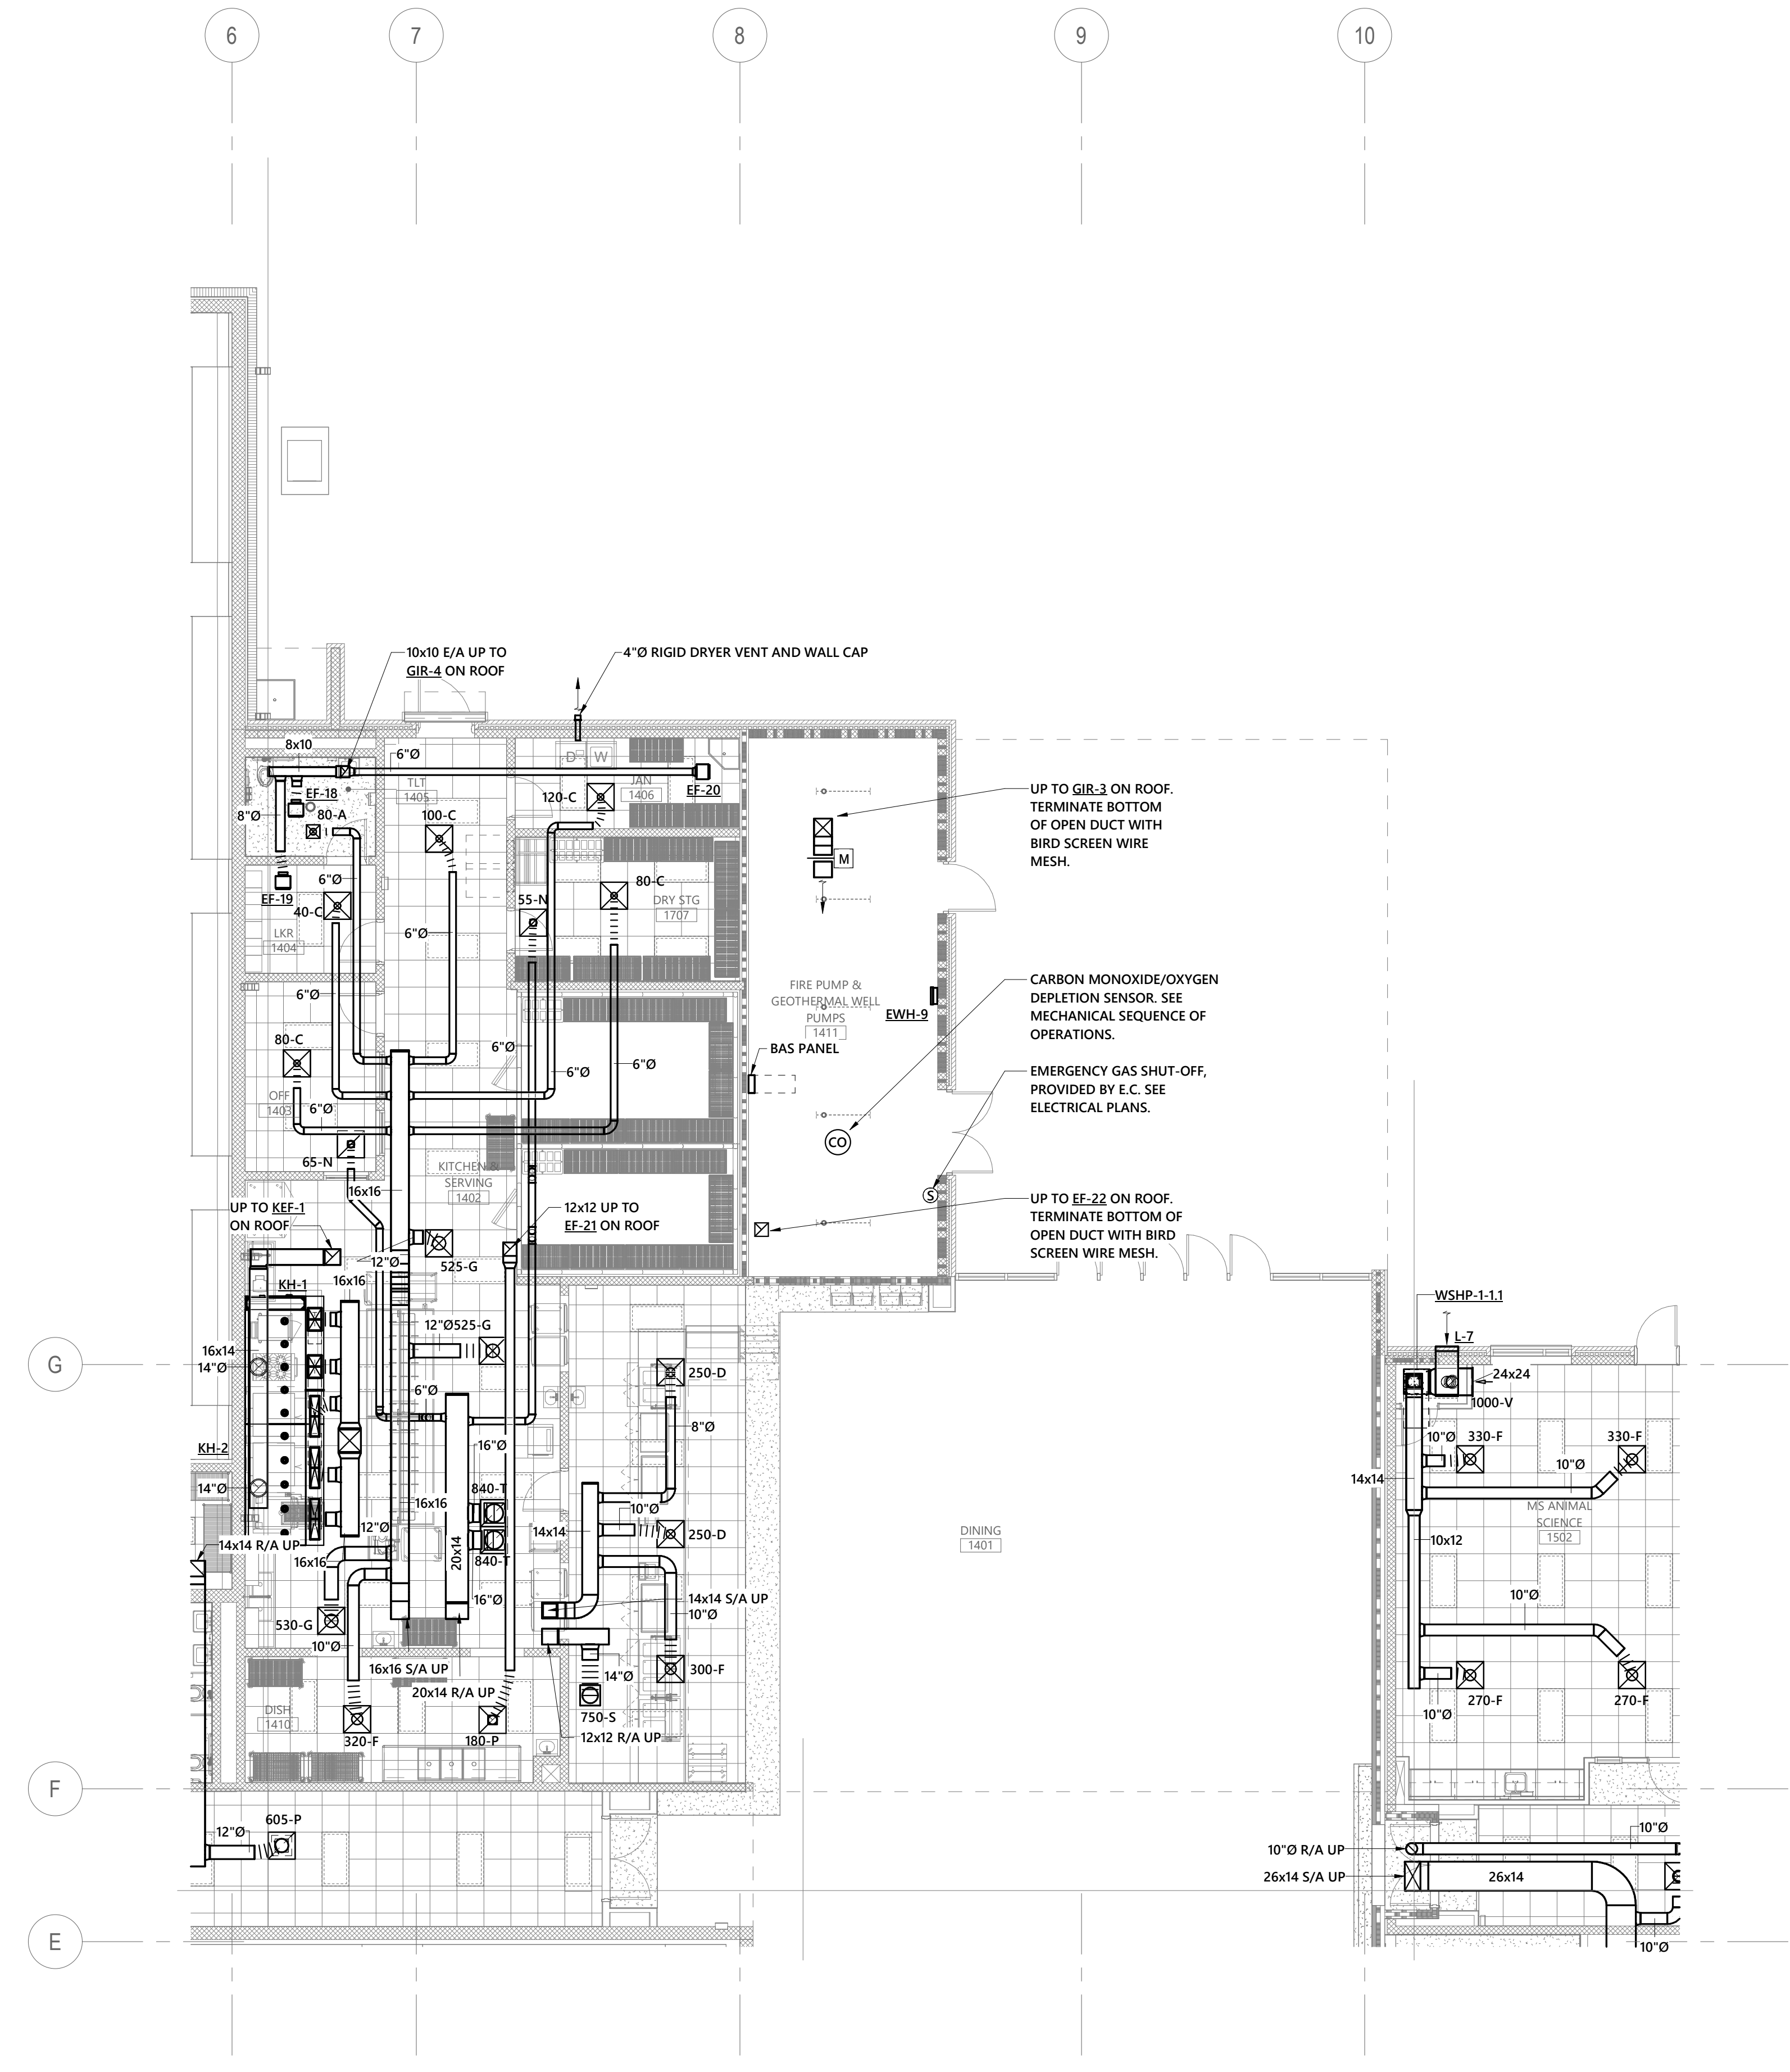 6
7
8
9
10
10x10 E/A UP TO
GIR-4 ON ROOF
4"Ø RIGID DRYER VENT AND WALL CAP
8x10
6"Ø
D
W
TLT
1405
JAN
1406
EF-18
EF-20
8"Ø
80-A
100-C
120-C
UP TO GIR-3 ON ROOF.
TERMINATE BOTTOM
OF OPEN DUCT WITH
BIRD SCREEN WIRE
MESH.
M
6"Ø
EF-19
40-C
LKR
1404
6"Ø
55-N
80-C
DRY STG
1707
FIRE PUMP &
GEOTHERMAL WELL
PUMPS
1411
EWH-9
CARBON MONOXIDE/OXYGEN
DEPLETION SENSOR. SEE
MECHANICAL SEQUENCE OF
OPERATIONS.
6"Ø
80-C
OFF
1403
6"Ø
6"Ø
6"Ø
6"Ø
BAS PANEL
EMERGENCY GAS SHUT-OFF,
PROVIDED BY E.C. SEE
ELECTRICAL PLANS.
CO
65-N
KITCHEN &
SERVING
1402
16x16
S
UP TO KEF-1
ON ROOF
12x12 UP TO
EF-21 ON ROOF
UP TO EF-22 ON ROOF.
TERMINATE BOTTOM OF
OPEN DUCT WITH BIRD
SCREEN WIRE MESH.
12"Ø
525-G
KH-1
16x16
12"Ø
525-G
16x14
14"Ø
WSHP-1-1.1
L-7
G
250-D
24x24
1000-V
6"Ø
8"Ø
KH-2
16"Ø
10"Ø
330-F
330-F
10"Ø
14"Ø
14x14
840-T
16x16
10"Ø
MS ANIMAL
SCIENCE
1502
12"Ø
14x14
250-D
DINING
1401
10x12
14x14 R/A UP
16x16
20x14
840-T
14x14 S/A UP
10"Ø
16"Ø
10"Ø
530-G
10"Ø
16x16 S/A UP
14"Ø
300-F
20x14 R/A UP
270-F
270-F
10"Ø
DISH
1410
320-F
180-P
750-S
12x12 R/A UP
F
605-P
12"Ø
10"Ø
10"Ø R/A UP
26x14 S/A UP
26x14
E
10"Ø